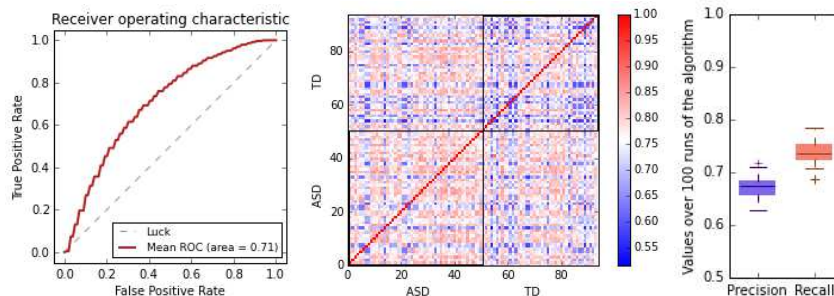 Receiver operating characteristic
True Positive Rate
1.0
0.8
0.6
0.4
0.2
0.0
Luck
Mean ROC (area = 0.71)
0.0 0.2 0.4 0.6 0.8 1.0
False Positive Rate
TD
ASD
80
60
40
20
0
0 20 40 60 80
ASD TD
1.00
0.95
0.90
0.85
0.80
0.75
0.70
0.65
0.60
0.55
Values over 100 runs of the algorithm
1.0
0.9
0.8
0.7
0.6
0.5
Precision Recall